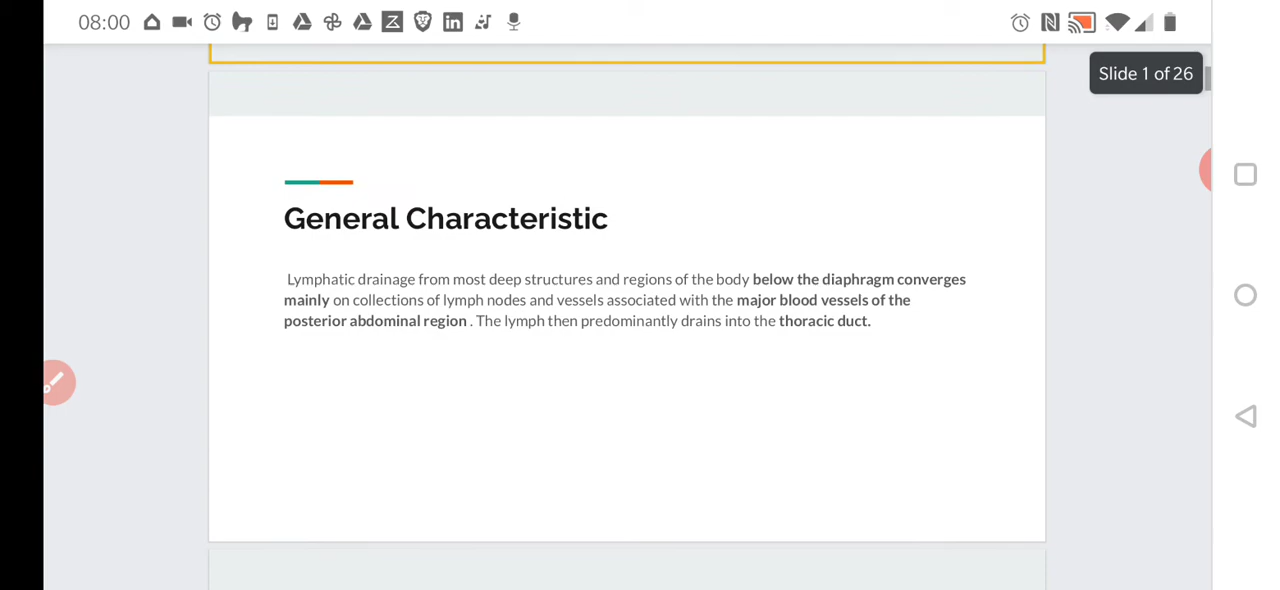 08:00
Slide 1 of 26
General Characteristic
Lymphatic drainage from most deep structures and regions of the body below the diaphragm converges
mainly on collections of lymph nodes and vessels associated with the major blood vessels of the
posterior abdominal region . The lymph then predominantly drains into the thoracic duct.